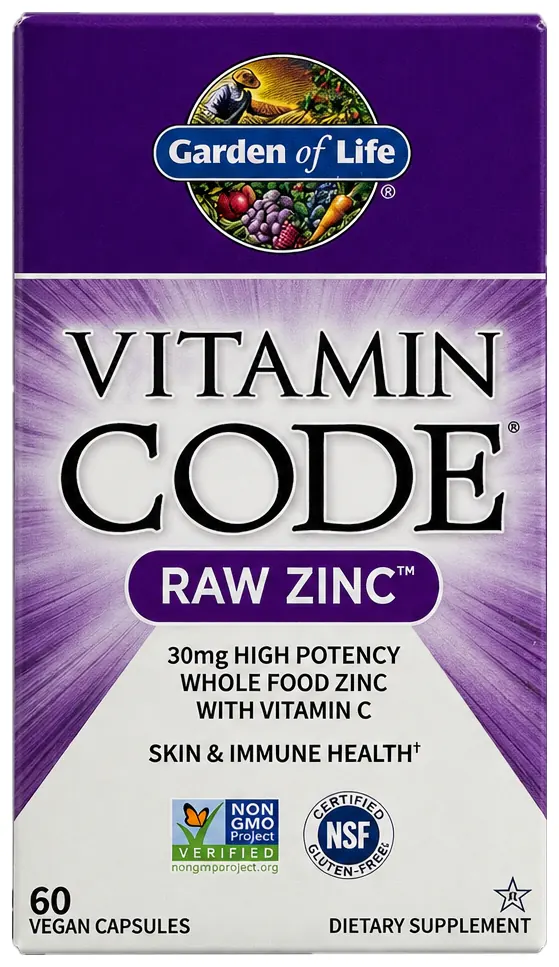 Garden of Life
®
VITAMIN
CODE®
RAW ZINC™
30mg HIGH POTENCY
WHOLE FOOD ZINC
WITH VITAMIN C
SKIN & IMMUNE HEALTH†
NON
GMO
Project
VERIFIED
nongmpproject.org
CERTIFIED
NSF
GLUTEN-FREE
60
VEGAN CAPSULES
DIETARY SUPPLEMENT